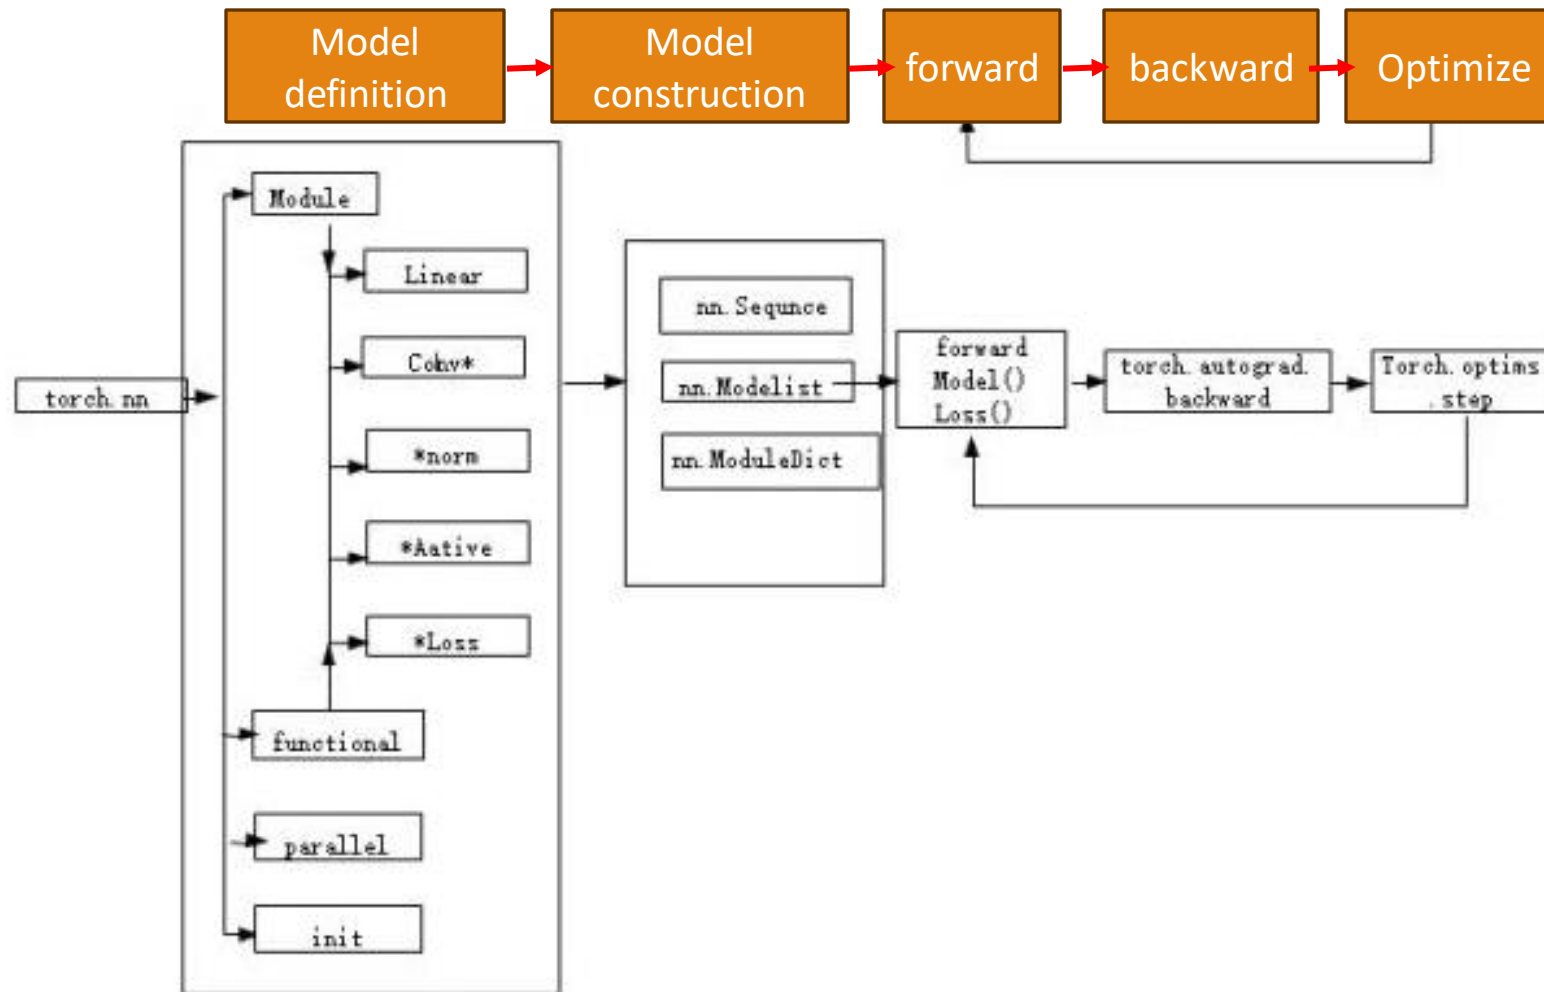 Model
definition
Model
construction
forward
backward
Optimize
Module
Linear
Cohv*
*norm
*Aative
*Loss
functional
parallel
init
torch.nn
nn.Sequnce
nn.Modelist
nn.ModuleDict
forward
Model()
Loss()
torch.autograd.
backward
Torch.optims
.step